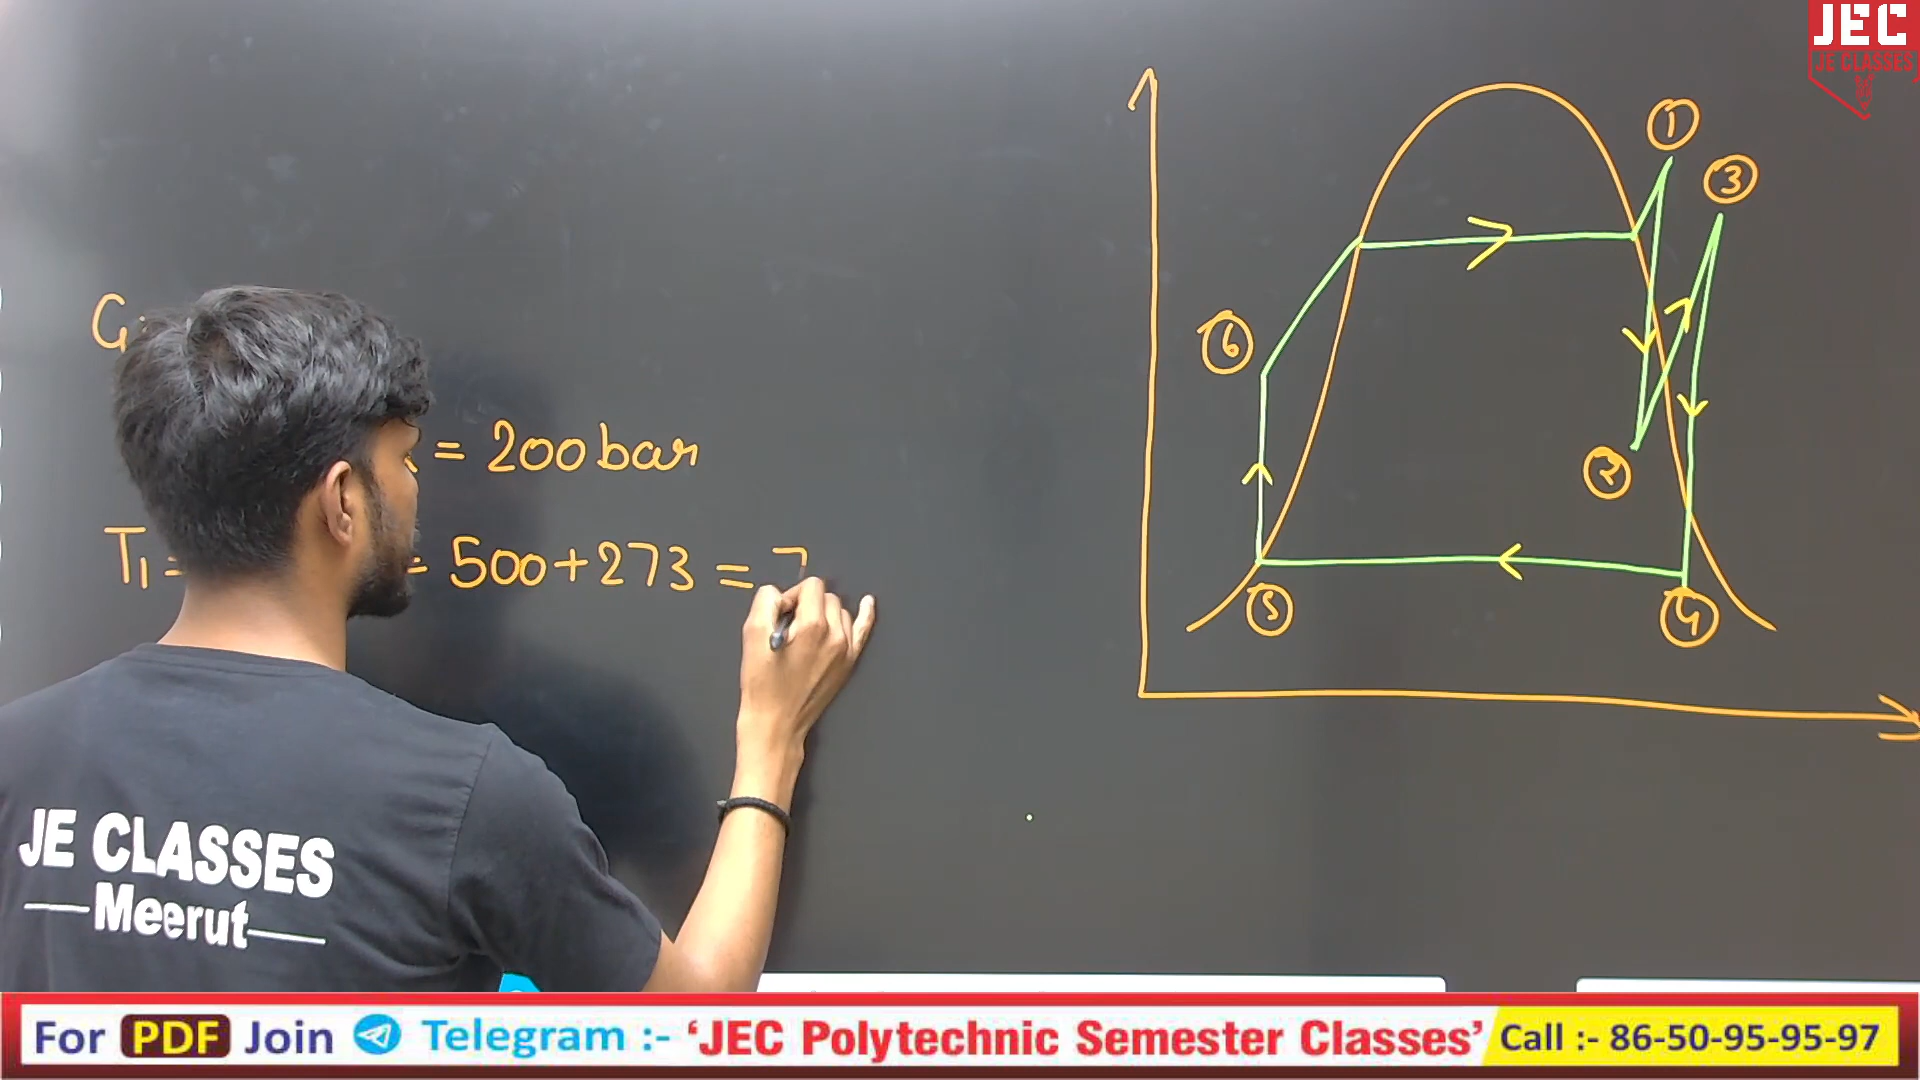 JEC
JE CLASSES
= 200 bar
T1 = = 500 + 273 = 7
①
③
⑥
②
⑤
④
JE CLASSES
Meerut
For PDF Join Telegram :- 'JEC Polytechnic Semester Classes' Call :- 86-50-95-95-97